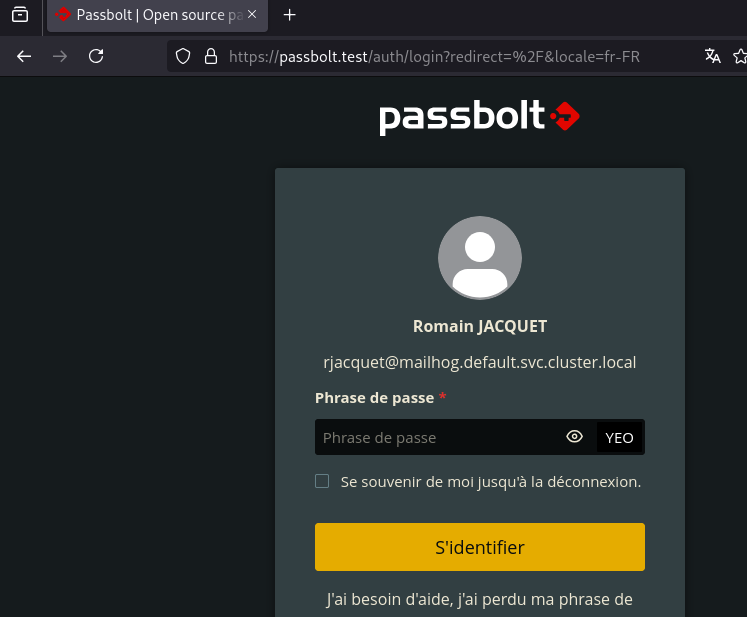 Passbolt | Open source pa
https://passbolt.test/auth/login?redirect=%2F&locale=fr-FR
passbolt
Romain JACQUET
rjacquet@mailhog.default.svc.cluster.local
Phrase de passe *
Phrase de passe
YEO
Se souvenir de moi jusqu'à la déconnexion.
S'identifier
J'ai besoin d'aide, j'ai perdu ma phrase de